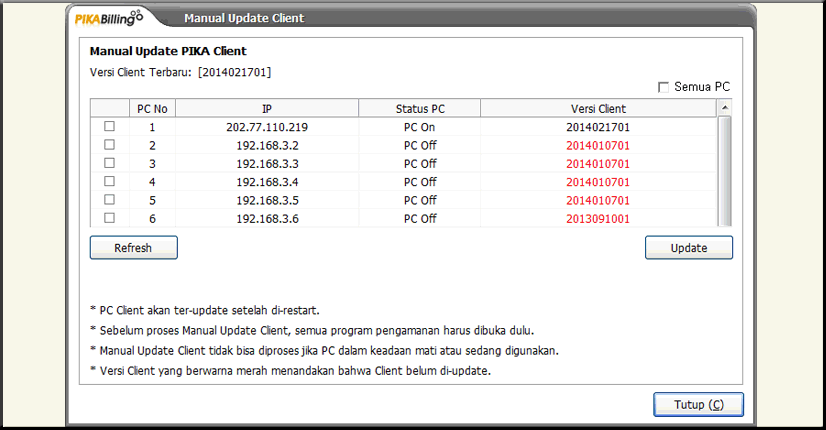 PIKABilling Manual Update Client
Manual Update PIKA Client
Versi Client Terbaru: [2014021701]
Semua PC
PC No IP Status PC Versi Client
1 202.77.110.219 PC On 2014021701
2 192.168.3.2 PC Off 2014010701
3 192.168.3.3 PC Off 2014010701
4 192.168.3.4 PC Off 2014010701
5 192.168.3.5 PC Off 2014010701
6 192.168.3.6 PC Off 2013091001
Refresh Update
* PC Client akan ter-update setelah di-restart.
* Sebelum proses Manual Update Client, semua program pengamanan harus dibuka dulu.
* Manual Update Client tidak bisa diproses jika PC dalam keadaan mati atau sedang digunakan.
* Versi Client yang berwarna merah menandakan bahwa Client belum di-update.
Tutup (C)